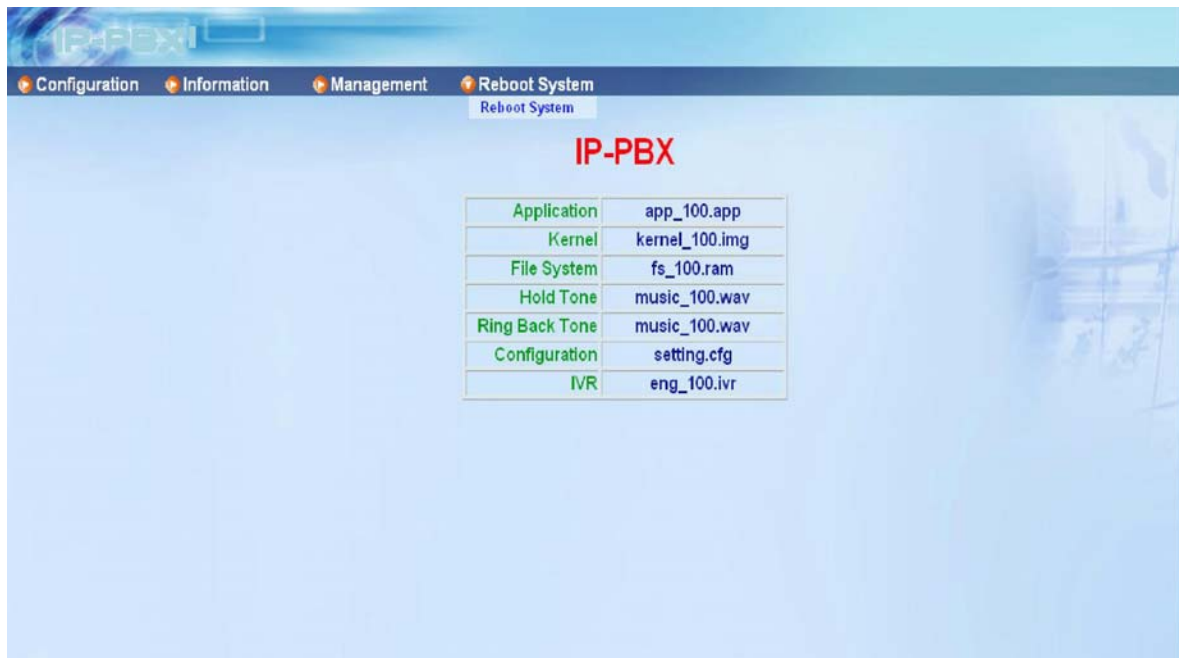 IP-PBX
Configuration Information Management Reboot System
Reboot System
IP-PBX
Application app_100.app
Kernel kernel_100.img
File System fs_100.ram
Hold Tone music_100.wav
Ring Back Tone music_100.wav
Configuration setting.cfg
IVR eng_100.ivr